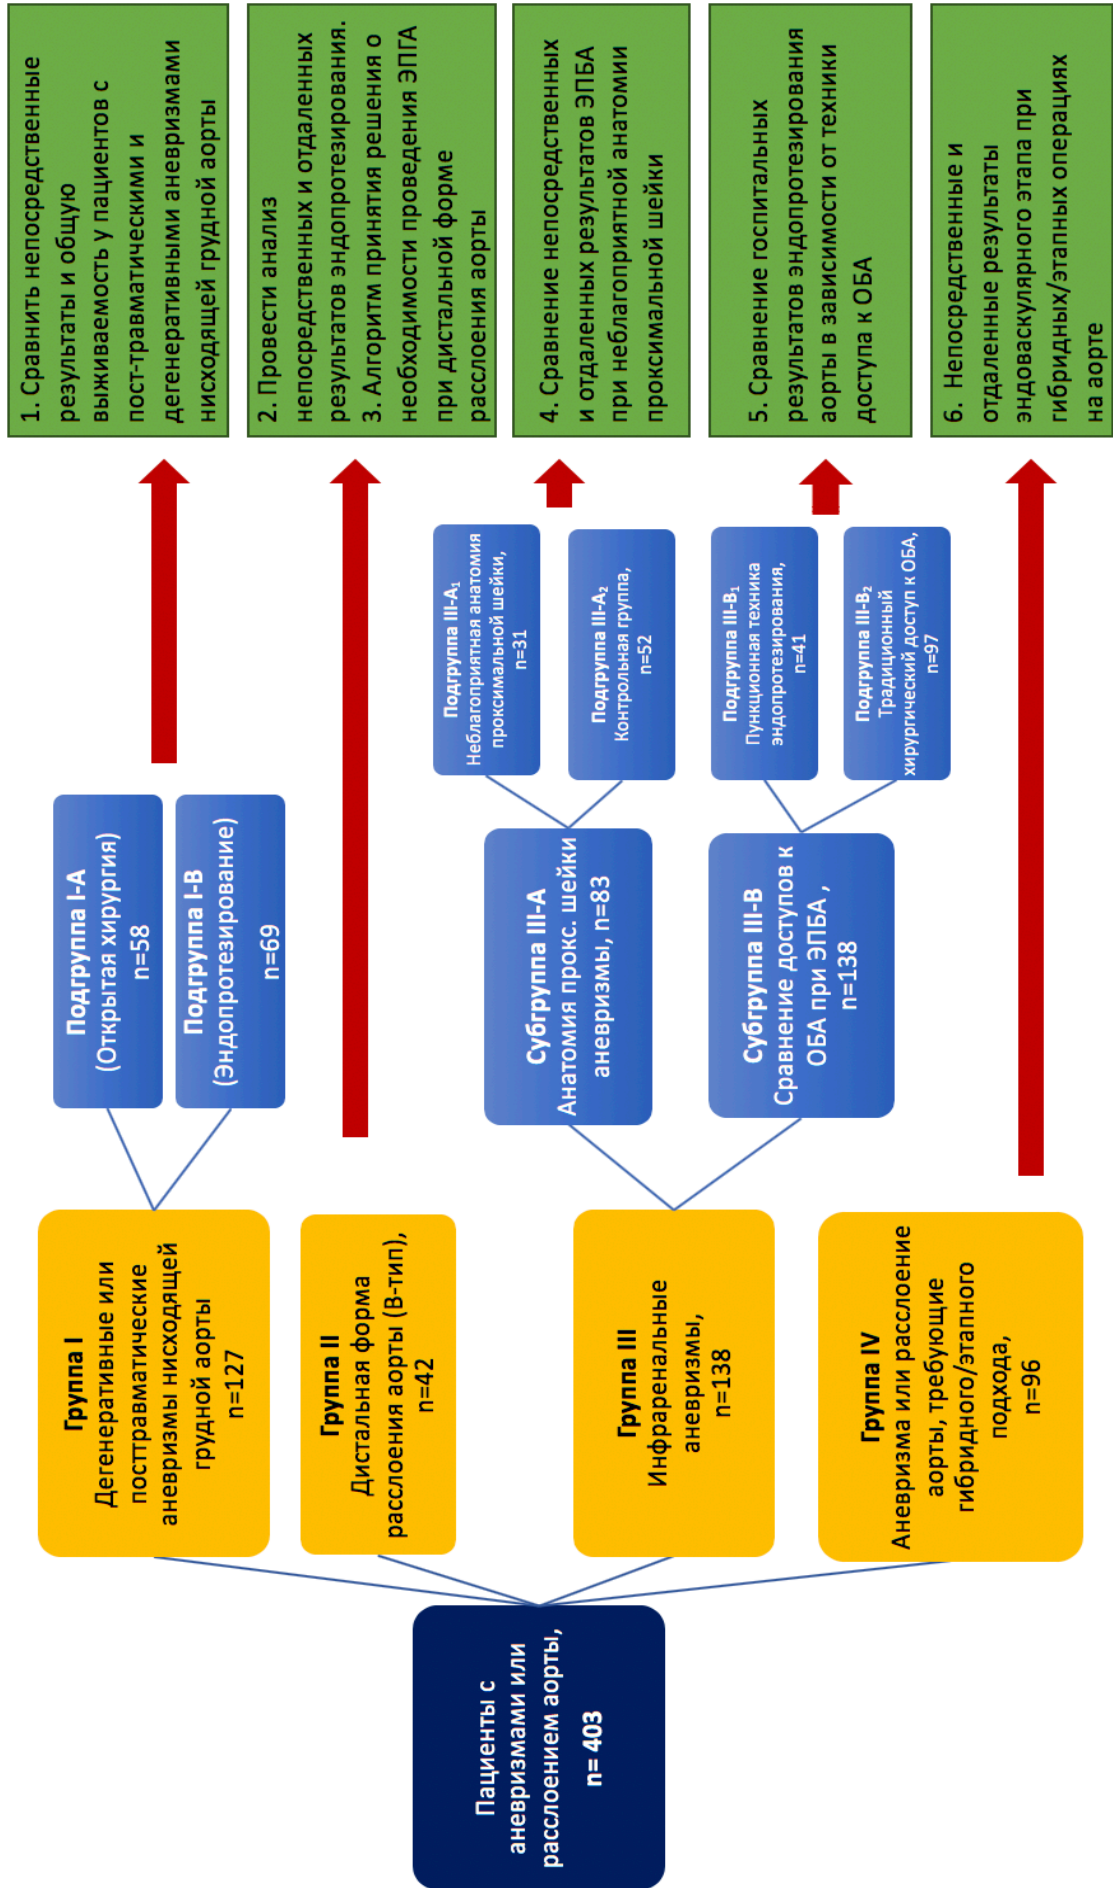 Пациенты с
аневризмами или
расслоением аорты,
n= 403
Группа I
Дегенеративные или
посттравматические
аневризмы нисходящей
грудной аорты
n=127
Группа II
Дистальная форма
расслоения аорты (B-тип),
n=42
Группа III
Инфраренальные
аневризмы,
n=138
Группа IV
Аневризма или расслоение
аорты, требующие
гибридного/этапного
подхода,
n=96
Подгруппа I-A
(Открытая хирургия)
n=58
Подгруппа I-B
(Эндопротезирование)
n=69
Субгруппа III-A
Анатомия прокс. шейки
аневризмы, n=83
Субгруппа III-B
Сравнение доступов к
ОБА при ЭПБА ,
n=138
Подгруппа III-A₁
Неблагоприятная анатомия
проксимальной шейки,
n=31
Подгруппа III-A₂
Контрольная группа,
n=52
Подгруппа III-B₁
Пункционная техника
эндопротезирования,
n=41
Подгруппа III-B₂
Традиционный
хирургический доступ к ОБА,
n=97
1. Сравнить непосредственные
результаты и общую
выживаемость у пациентов с
пост-травматическими и
дегенеративными аневризмами
нисходящей грудной аорты
2. Провести анализ
непосредственных и отдаленных
результатов эндопротезирования.
3. Алгоритм принятия решения о
необходимости проведения ЭПГА
при дистальной форме
расслоения аорты
4. Сравнение непосредственных
и отдаленных результатов ЭПБА
при неблагоприятной анатомии
проксимальной шейки
5. Сравнение госпитальных
результатов эндопротезирования
аорты в зависимости от техники
доступа к ОБА
6. Непосредственные и
отдаленные результаты
эндоваскулярного этапа при
гибридных/этапных операциях
на аорте